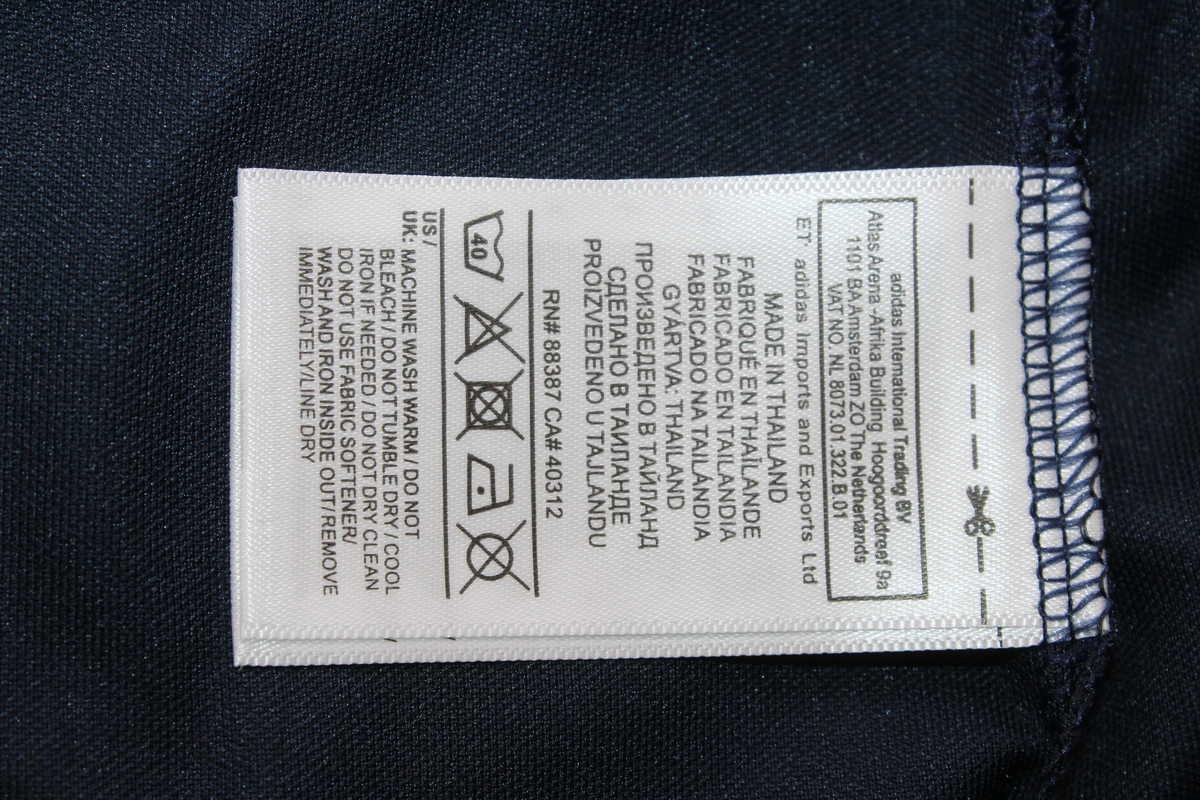 adidas International Trading BV
Atlas Arena -Afrika Building Hoogoorddreef 9a
1101 BA Amsterdam ZO The Netherlands
VAT NO. NL 8073.01.322.B.01
ET: adidas Imports and Exports Ltd
MADE IN THAILAND
FABRIQUÉ EN THAÏLANDE
FABRICADO EN TAILANDIA
FABRICADO NA TAILÂNDIA
GYÁRTVA: THAILAND
ПРОИЗВЕДЕНО В ТАЙЛАНД
СДЕЛАНО В ТАИЛАНДЕ
PROIZVEDENO U TAJLANDU
RN# 88387 CA# 40312
40
US /
UK: MACHINE WASH WARM / DO NOT
BLEACH / DO NOT TUMBLE DRY / COOL
IRON IF NEEDED / DO NOT DRY CLEAN /
DO NOT USE FABRIC SOFTENER/
WASH AND IRON INSIDE OUT / REMOVE
IMMEDIATELY/LINE DRY